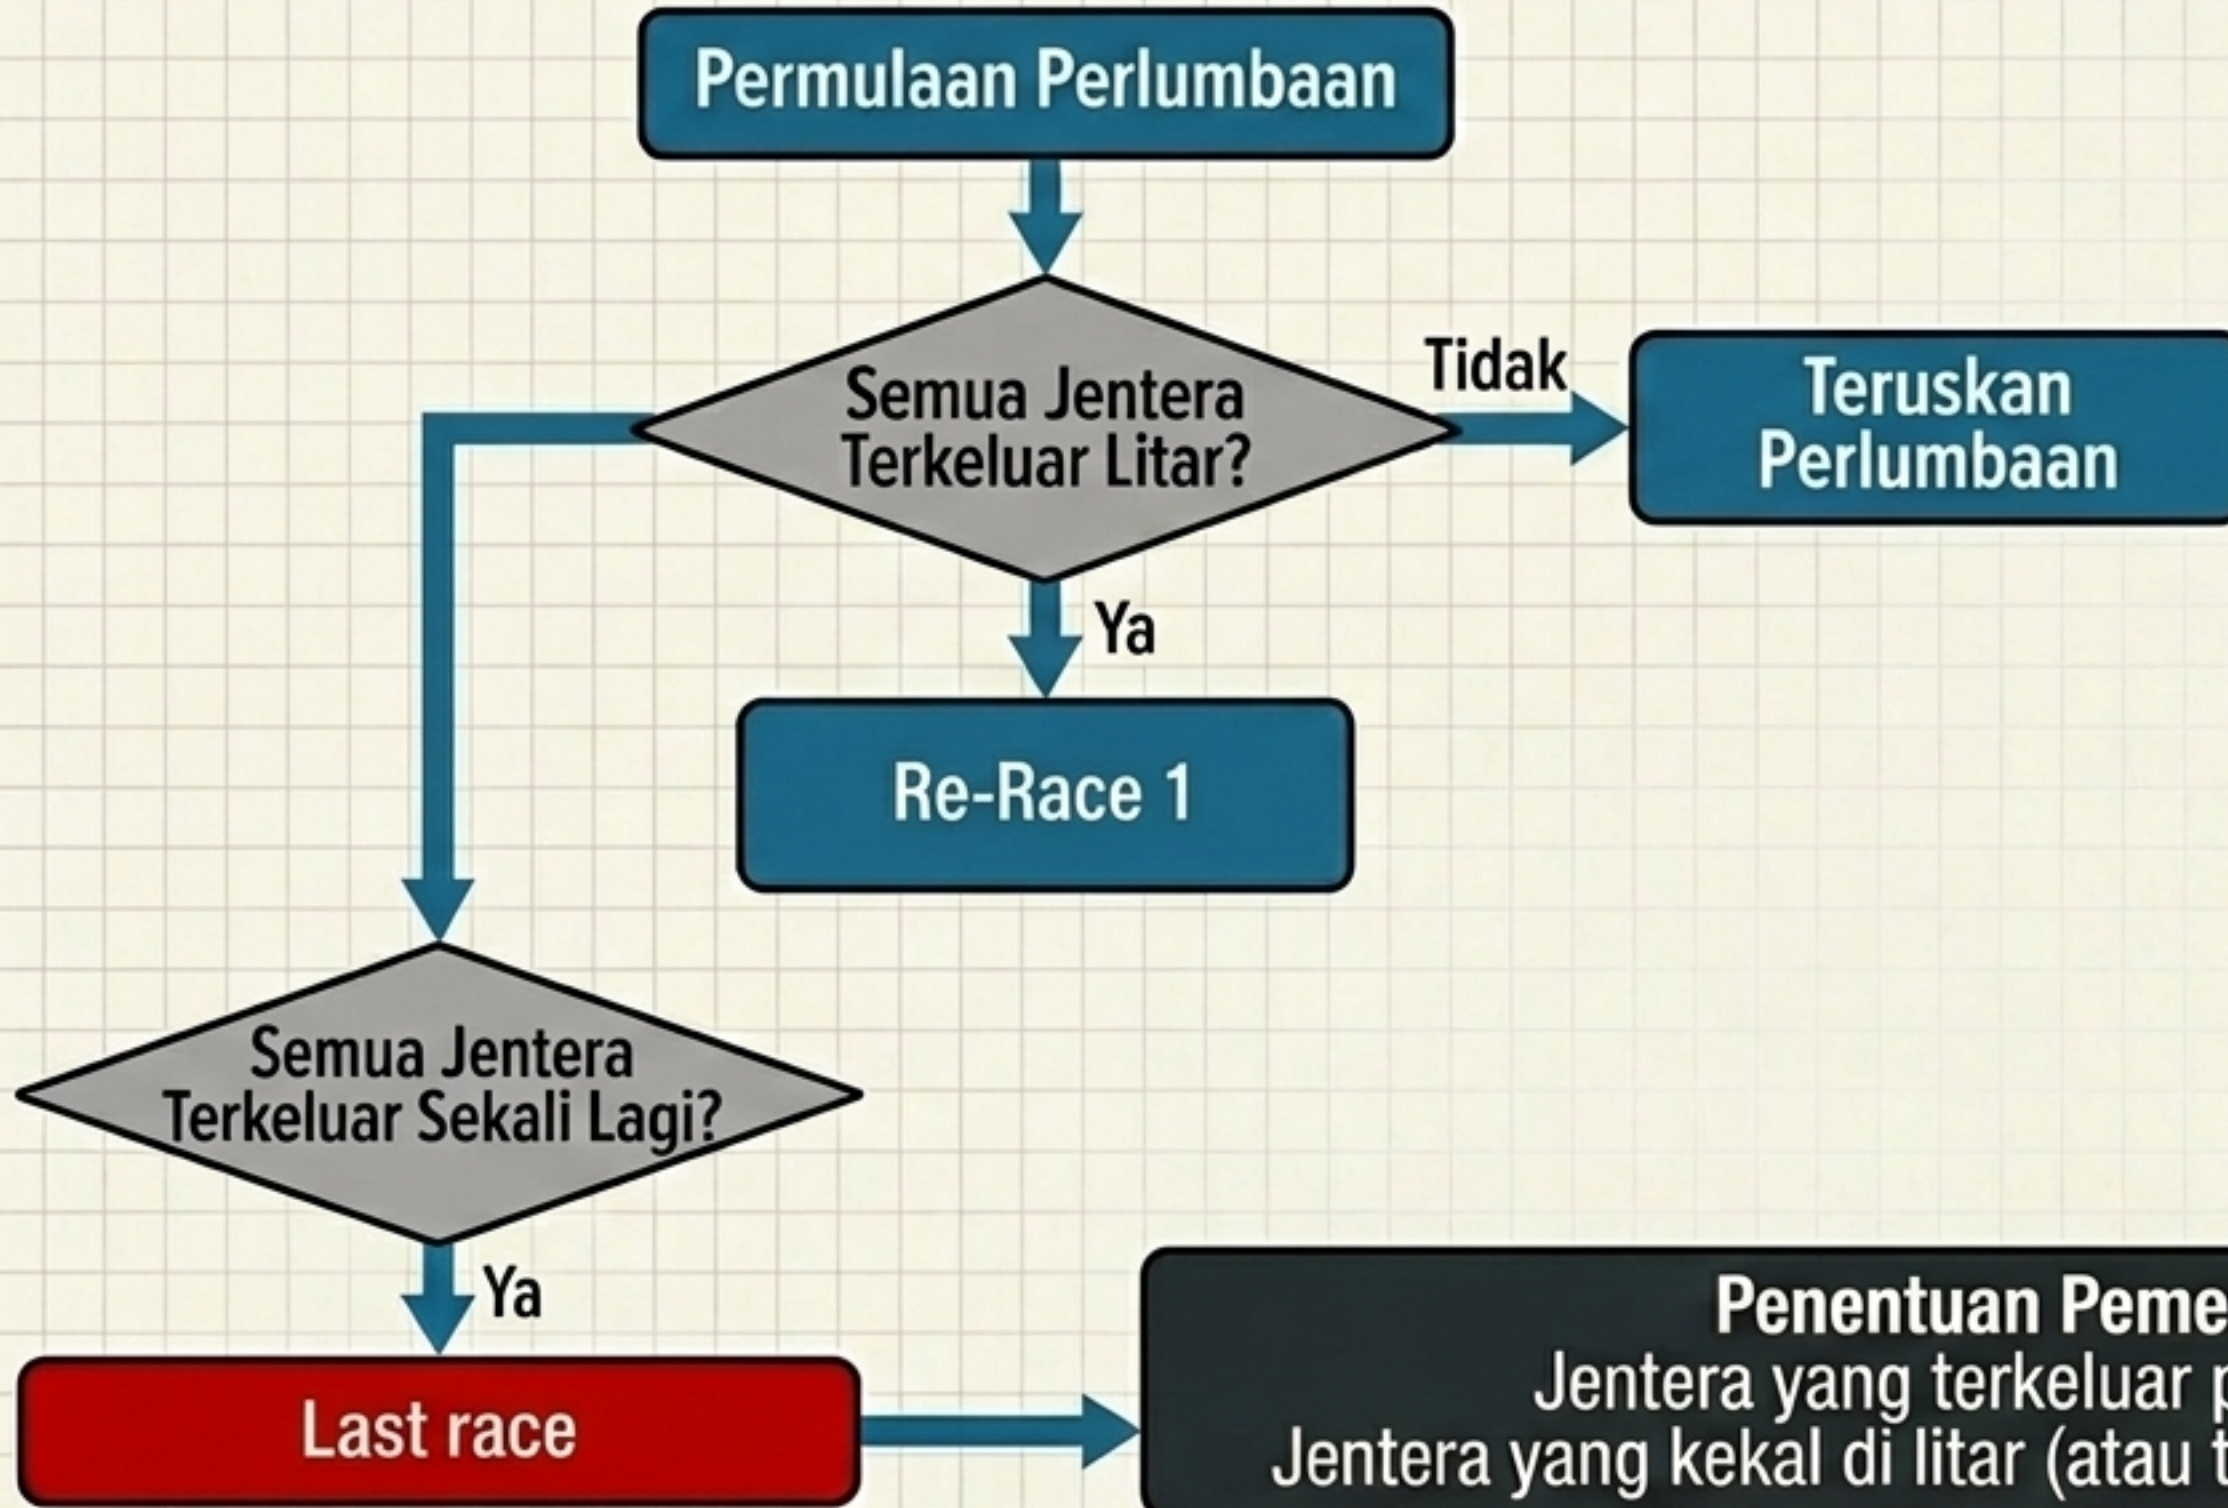 Permulaan Perlumbaan
Semua Jentera
Terkeluar Litar?
Tidak
Teruskan
Perlumbaan
Ya
Re-Race 1
Semua Jentera
Terkeluar Sekali Lagi?
Ya
Last race
Penentuan
Jentera yang terkeluar
Jentera yang kekal di litar (atau